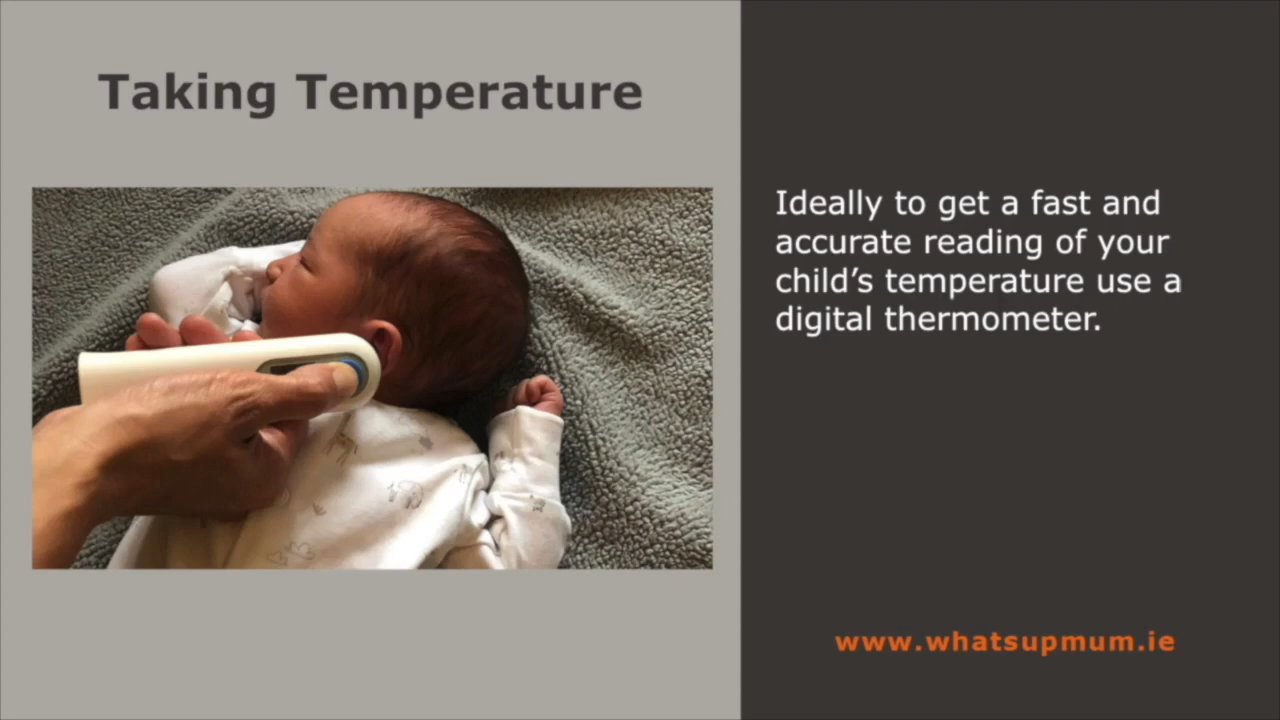 Taking Temperature
Ideally to get a fast and
accurate reading of your
child’s temperature use a
digital thermometer.
www.whatsupmum.ie